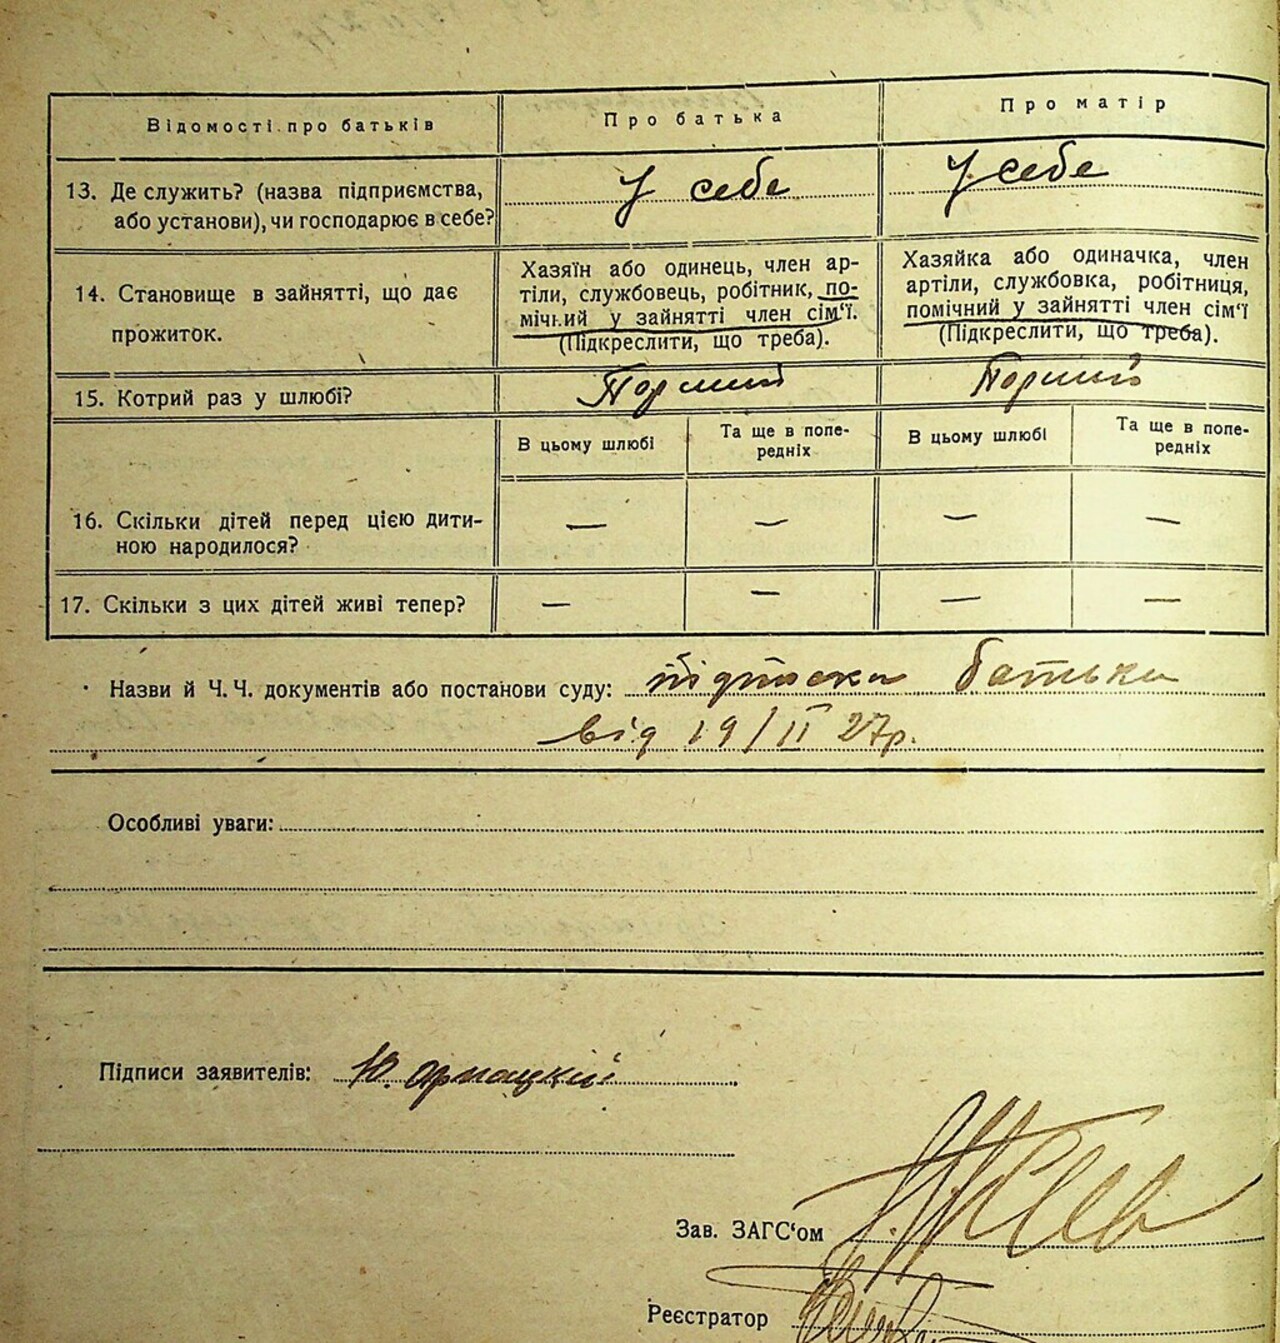 Відомості про батьків
Про батька
Про матір
13. Де служить? (назва підприємства,
або установи), чи господарює в себе?
У себе
У себе
14. Становище в зайнятті, що дає
прожиток.
Хазяїн або одинець, член ар-
тіли, службовець, робітник, по-
мічний у зайнятті член сім‘ї.
(Підкреслити, що треба).
Хазяйка або одиначка, член
артіли, службовка, робітниця,
помічний у зайнятті член сім‘ї
(Підкреслити, що треба).
15. Котрий раз у шлюбі?
В цьому шлюбі
Та ще в попе-
редніх
В цьому шлюбі
Та ще в попе-
редніх
16. Скільки дітей перед цією дити-
ною народилося?
— — — —
17. Скільки з цих дітей живі тепер?
— — — —
Назви й Ч.Ч. документів або постанови суду: підписки батька
від 19/II 27р.
Особливі уваги:
Підписи заявителів: Ю.
Зав. ЗАГС‘ом
Реєстратор